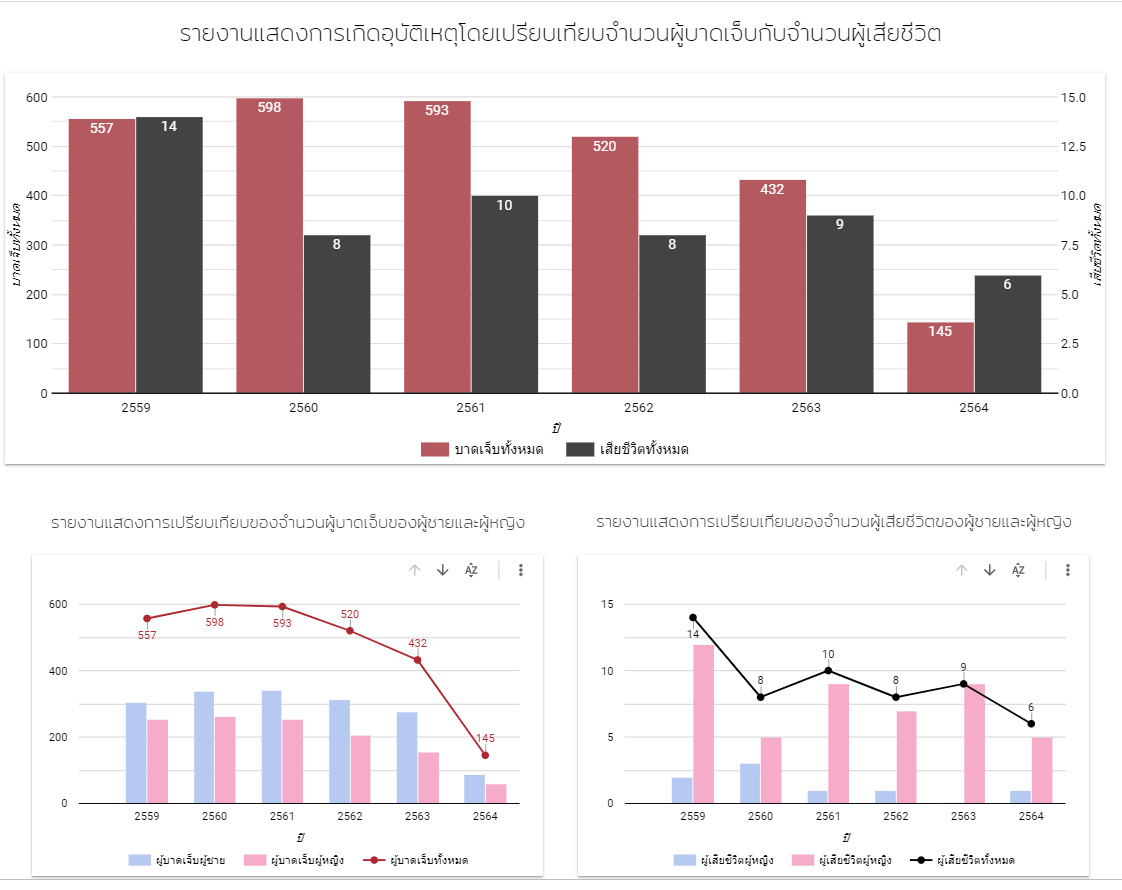 รายงานแสดงการเกิดอุบัติเหตุโดยเปรียบเทียบจำนวนผู้บาดเจ็บกับจำนวนผู้เสียชีวิต
600 15.0
598
593
557 14
500 12.5
520
432
400 10.0
10
9
300 7.5
8 8
6
200 5.0
145
100 2.5
0 0.0
บาดเจ็บทั้งหมด
เสียชีวิตทั้งหมด
2559 2560 2561 2562 2563 2564
ปี
บาดเจ็บทั้งหมด เสียชีวิตทั้งหมด
รายงานแสดงการเปรียบเทียบของจำนวนผู้บาดเจ็บของผู้ชายและผู้หญิง
AZ
600
557 598 593 520 432 145
400
200
0
2559 2560 2561 2562 2563 2564
ปี
ผู้บาดเจ็บผู้ชาย ผู้บาดเจ็บผู้หญิง ผู้บาดเจ็บทั้งหมด
รายงานแสดงการเปรียบเทียบของจำนวนผู้เสียชีวิตของผู้ชายและผู้หญิง
AZ
15
14 8 10 8 9 6
10
5
0
2559 2560 2561 2562 2563 2564
ปี
ผู้เสียชีวิตผู้หญิง ผู้เสียชีวิตผู้หญิง ผู้เสียชีวิตทั้งหมด